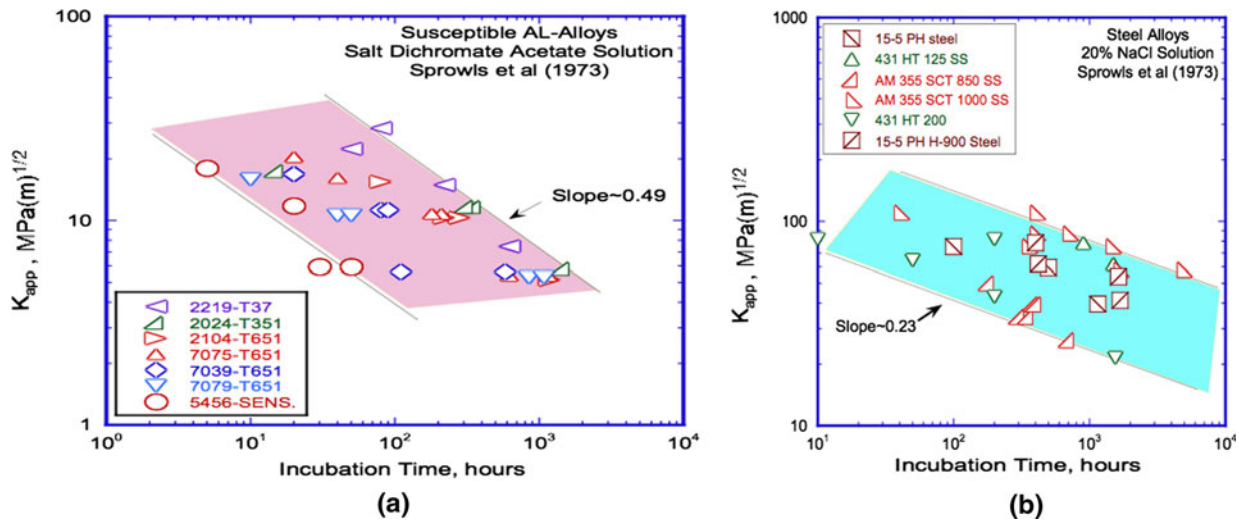 Susceptible AL-Alloys
Salt Dichromate Acetate Solution
Sprowls et al (1973)
Slope~0.49
2219-T37
2024-T351
2104-T651
7075-T651
7039-T651
7079-T651
5456-SENS.
100
10
1
K_app , MPa(m)^1/2
10^0
10^1
10^2
10^3
10^4
Incubation Time, hours
(a)
Steel Alloys
20% NaCl Solution
Sprowls et al (1973)
15-5 PH steel
431 HT 125 SS
AM 355 SCT 850 SS
AM 355 SCT 1000 SS
431 HT 200
15-5 PH H-900 Steel
Slope~0.23
1000
100
10
K_app , MPa(m)^1/2
10^1
10^2
10^3
10^4
Incubation Time, hours
(b)